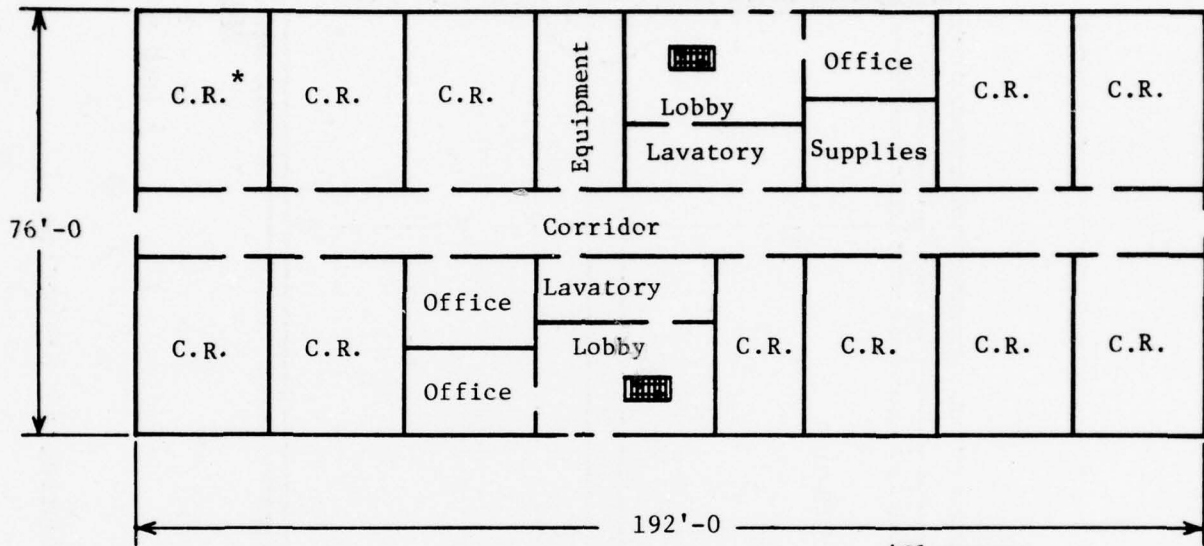 Equipment
Office
C.R.*
C.R.
C.R.
C.R.
C.R.
Lobby
Lavatory
Supplies
76'-0
Corridor
Office
Lavatory
C.R.
C.R.
Lobby
C.R.
C.R.
C.R.
C.R.
Office
192'-0